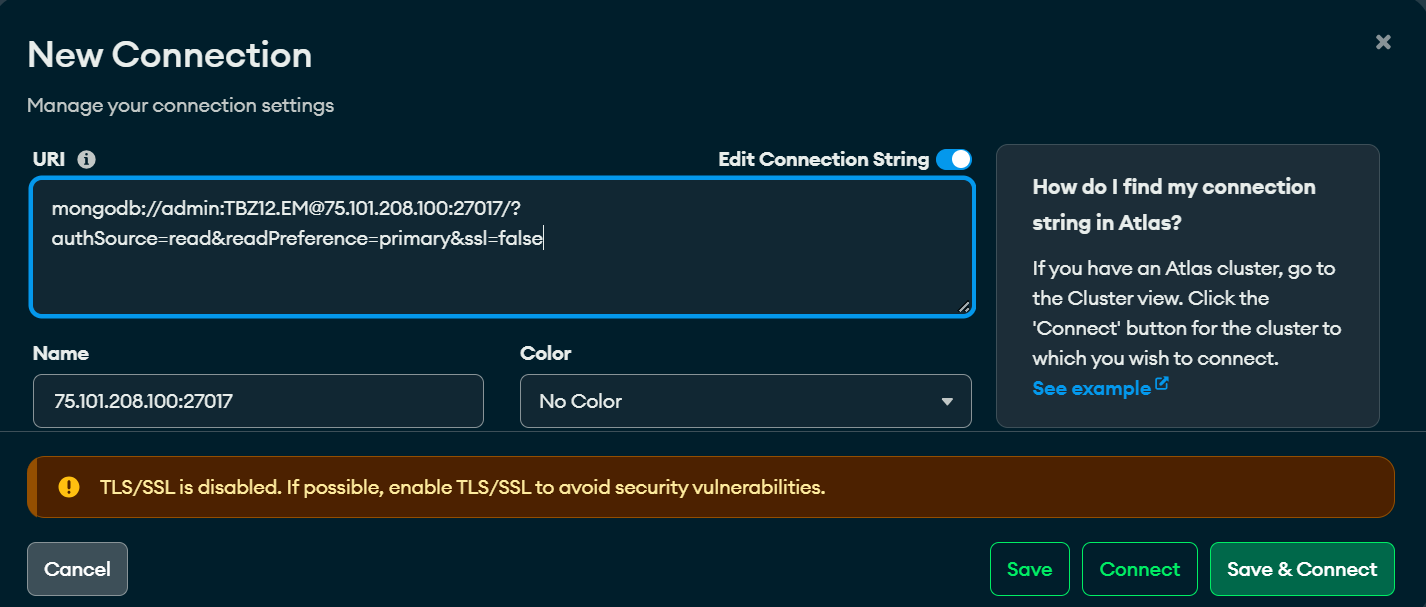 New Connection
Manage your connection settings
URI
Edit Connection String
mongodb://admin:TBZ12.EM@75.101.208.100:27017/?
authSource=read&readPreference=primary&ssl=false
Name
75.101.208.100:27017
Color
No Color
How do I find my connection
string in Atlas?
If you have an Atlas cluster, go to
the Cluster view. Click the
'Connect' button for the cluster to
which you wish to connect.
See example
TLS/SSL is disabled. If possible, enable TLS/SSL to avoid security vulnerabilities.
Cancel
Save
Connect
Save & Connect